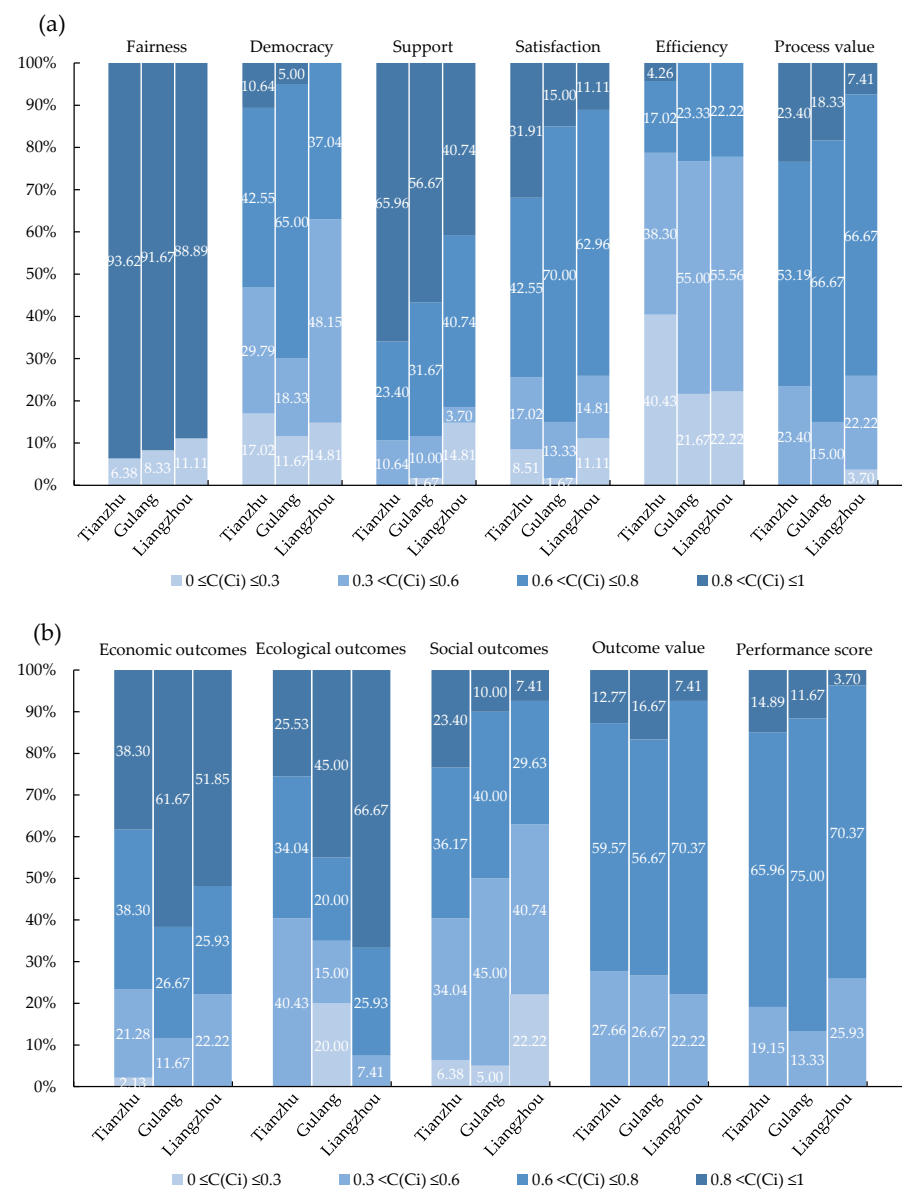 (a)
Fairness Democracy Support Satisfaction Efficiency Process value
100%
90%
80%
70%
60%
50%
40%
30%
20%
10%
0%
93.62 91.67 88.89
6.38 8.33 11.11
10.64 5.00
42.55 65.00 37.04
29.79 18.33 48.15
17.02 11.67 14.81
65.96 56.67 40.74
23.40 31.67 40.74
10.64 10.00 3.70
1.67 14.81
31.91 15.00 11.11
42.55 70.00 62.96
17.02 13.33 14.81
8.51 1.67 11.11
4.26
17.02 23.33 22.22
38.30 55.00 55.56
40.43 21.67 22.22
23.40 18.33 7.41
53.19 66.67 66.67
23.40 15.00 22.22
3.70
Tianzhu Gulang Liangzhou Tianzhu Gulang Liangzhou Tianzhu Gulang Liangzhou Tianzhu Gulang Liangzhou Tianzhu Gulang Liangzhou Tianzhu Gulang Liangzhou
0 ≤C(Ci) ≤0.3 0.3 <C(Ci) ≤0.6 0.6 <C(Ci) ≤0.8 0.8 <C(Ci) ≤1
(b)
Economic outcomes Ecological outcomes Social outcomes Outcome value Performance score
100%
90%
80%
70%
60%
50%
40%
30%
20%
10%
0%
38.30 61.67 51.85
38.30 26.67 25.93
21.28 11.67 22.22
2.13
25.53 45.00 66.67
34.04 20.00 25.93
40.43 15.00 7.41
20.00
23.40 10.00 7.41
36.17 40.00 29.63
34.04 45.00 40.74
6.38 5.00 22.22
12.77 16.67 7.41
59.57 56.67 70.37
27.66 26.67 22.22
14.89 11.67 3.70
65.96 75.00 70.37
19.15 13.33 25.93
Tianzhu Gulang Liangzhou Tianzhu Gulang Liangzhou Tianzhu Gulang Liangzhou Tianzhu Gulang Liangzhou Tianzhu Gulang Liangzhou
0 ≤C(Ci) ≤0.3 0.3 <C(Ci) ≤0.6 0.6 <C(Ci) ≤0.8 0.8 <C(Ci) ≤1